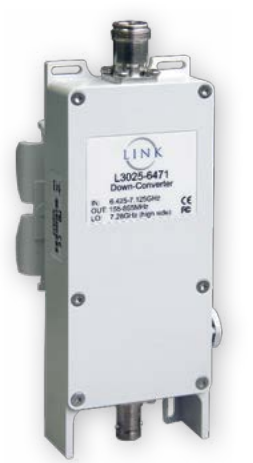 LINK
L3025-6471
Down-Converter
IN: 6.425-7.125GHz
OUT: 155-855MHz
LO: 7.28GHz (high side)
CE
FC